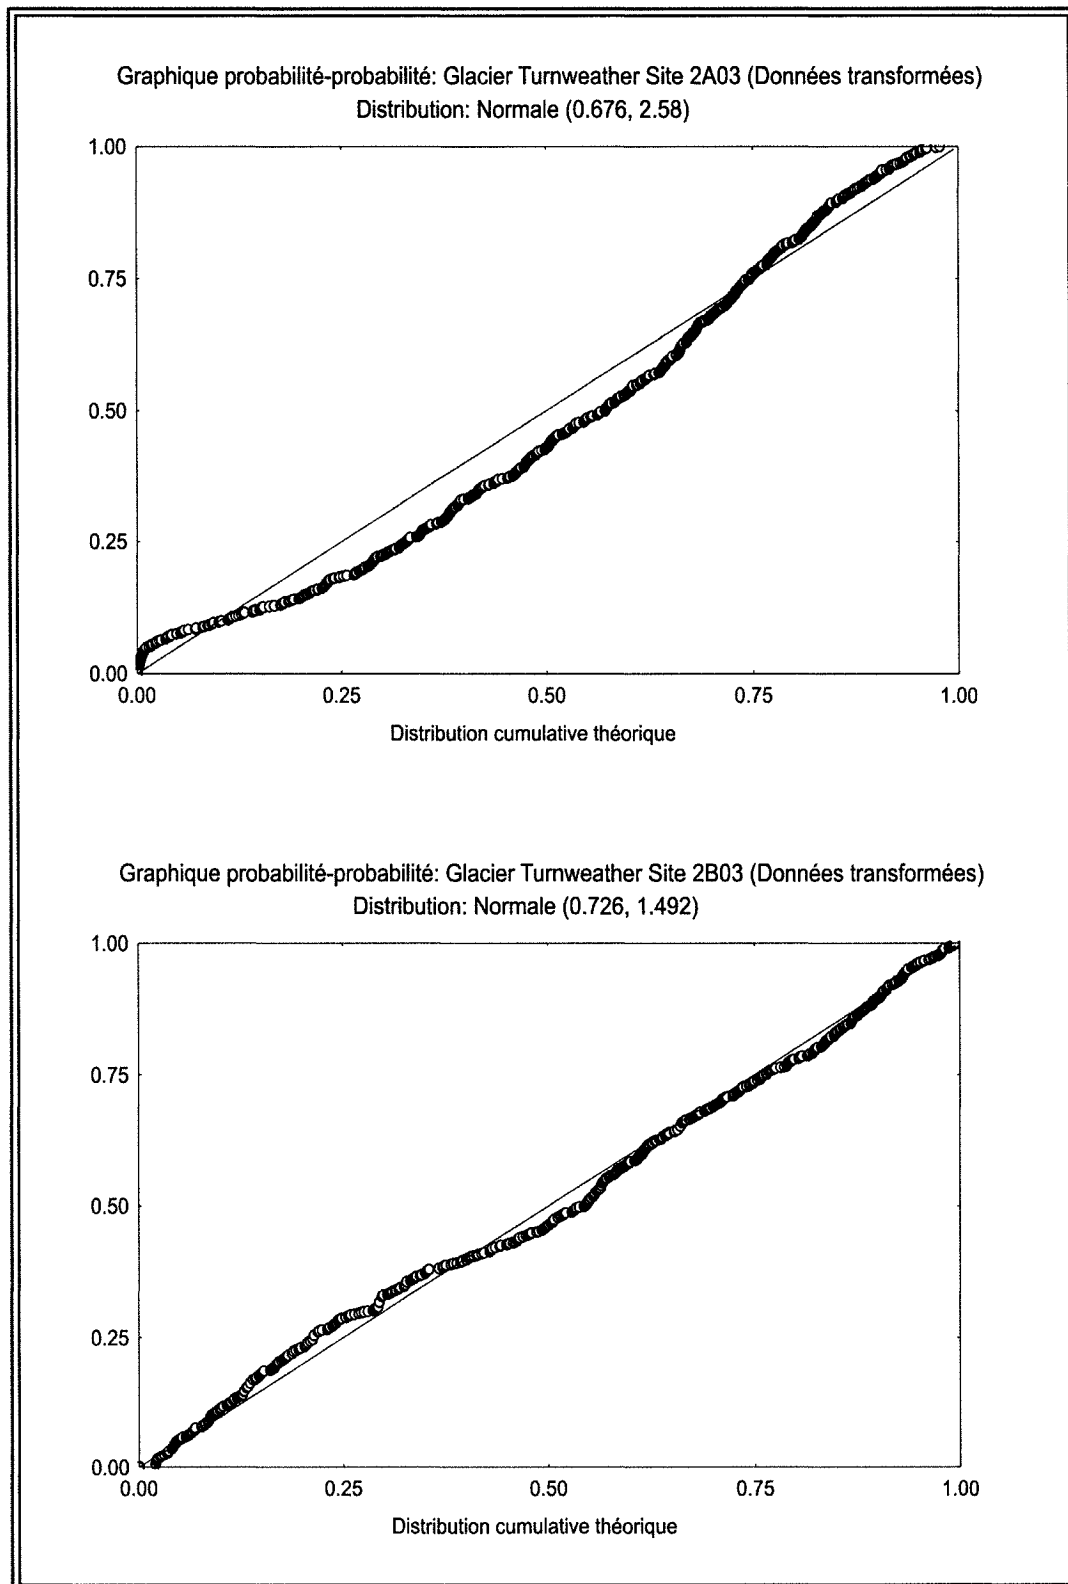 Graphique probabilité-probabilité: Glacier Turnweather Site 2A03 (Données transformées)
Distribution: Normale (0.676, 2.58)
1.00
0.75
0.50
0.25
0.00
0.00 0.25 0.50 0.75 1.00
Distribution cumulative théorique
Graphique probabilité-probabilité: Glacier Turnweather Site 2B03 (Données transformées)
Distribution: Normale (0.726, 1.492)
1.00
0.75
0.50
0.25
0.00
0.00 0.25 0.50 0.75 1.00
Distribution cumulative théorique